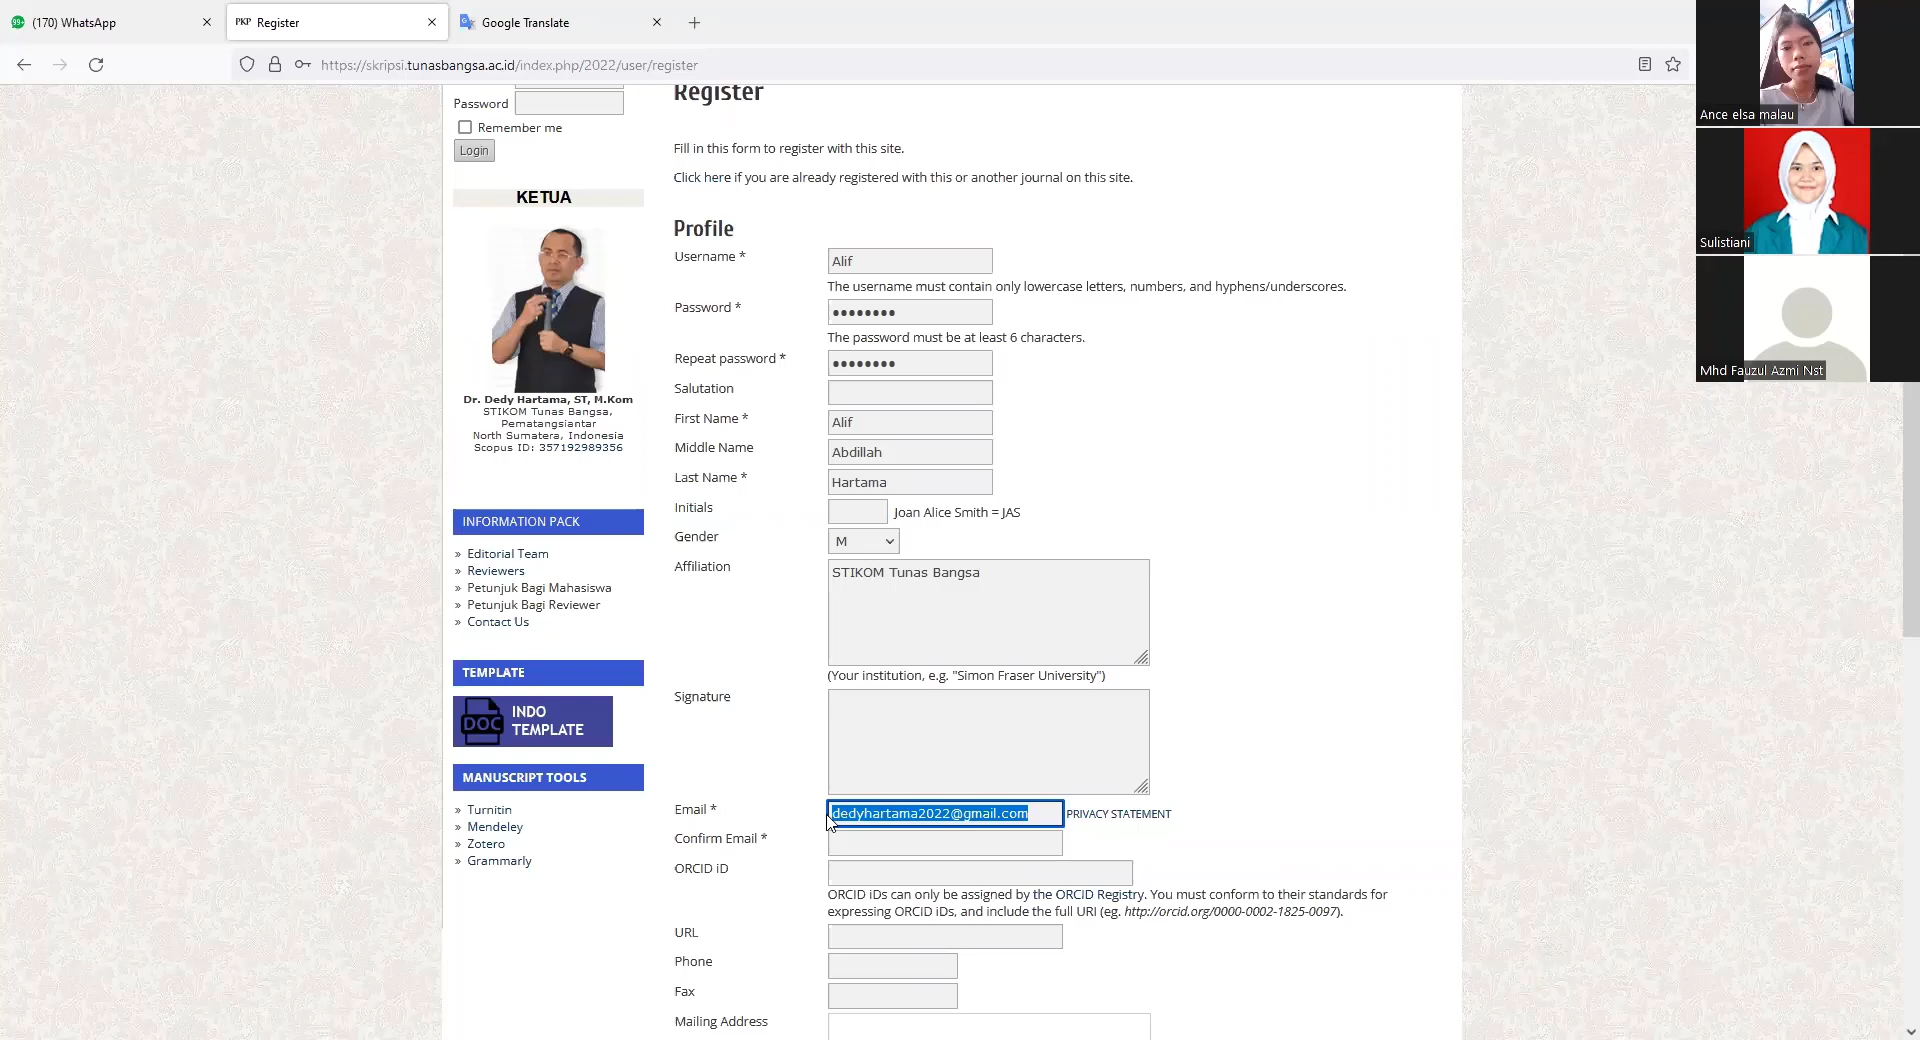 (170) WhatsApp
PKP Register
Google Translate
https://skripsi.tunasbangsa.ac.id/index.php/2022/user/register
Password
Remember me
Login
KETUA
Dr. Dedy Hartama, ST, M.Kom
STIKOM Tunas Bangsa,
Pematangsiantar
North Sumatera, Indonesia
Scopus ID: 357192989356
INFORMATION PACK
» Editorial Team
» Reviewers
» Petunjuk Bagi Mahasiswa
» Petunjuk Bagi Reviewer
» Contact Us
TEMPLATE
DOC
INDO
TEMPLATE
MANUSCRIPT TOOLS
» Turnitin
» Mendeley
» Zotero
» Grammarly
Register
Fill in this form to register with this site.
Click here if you are already registered with this or another journal on this site.
Profile
Username * Alif
The username must contain only lowercase letters, numbers, and hyphens/underscores.
Password * ••••••••
The password must be at least 6 characters.
Repeat password * ••••••••
Salutation
First Name * Alif
Middle Name Abdillah
Last Name * Hartama
Initials Joan Alice Smith = JAS
Gender M
Affiliation STIKOM Tunas Bangsa
(Your institution, e.g. "Simon Fraser University")
Signature
Email * dedyhartama2022@gmail.com PRIVACY STATEMENT
Confirm Email *
ORCID iD
ORCID iDs can only be assigned by the ORCID Registry. You must conform to their standards for
expressing ORCID iDs, and include the full URI (eg. http://orcid.org/0000-0002-1825-0097).
URL
Phone
Fax
Mailing Address
Ance elsa malau
Sulistiani
Mhd Fauzul Azmi Nst